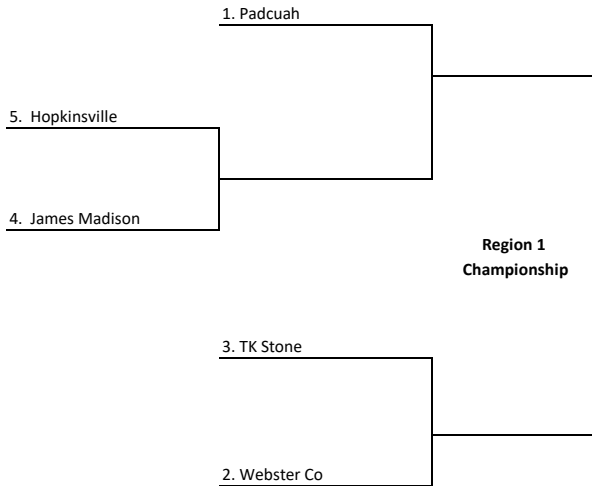 1. Padcuah
5.  Hopkinsville
4.  James Madison
Region 1
Championship
3. TK Stone
2. Webster Co